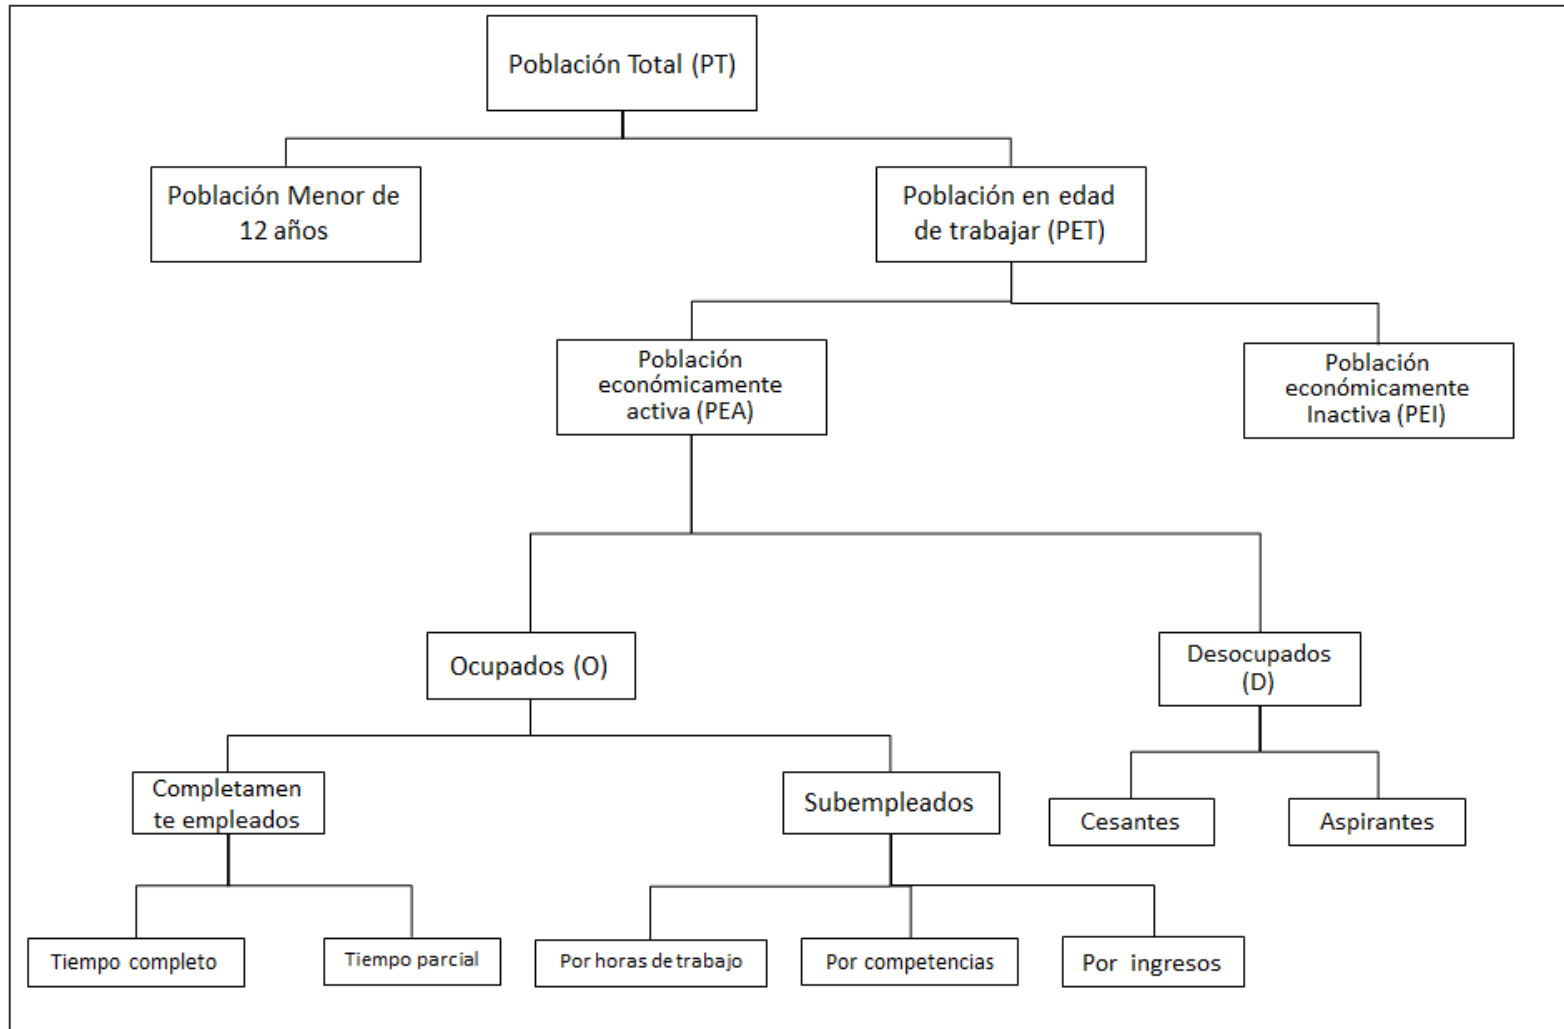 Población Total (PT)
Población Menor de
12 años
Población en edad
de trabajar (PET)
Población
económicamente
activa (PEA)
Población
económicamente
Inactiva (PEI)
Ocupados (O)
Desocupados
(D)
Completamen
te empleados
Subempleados
Cesantes
Aspirantes
Tiempo completo
Tiempo parcial
Por horas de trabajo
Por competencias
Por ingresos